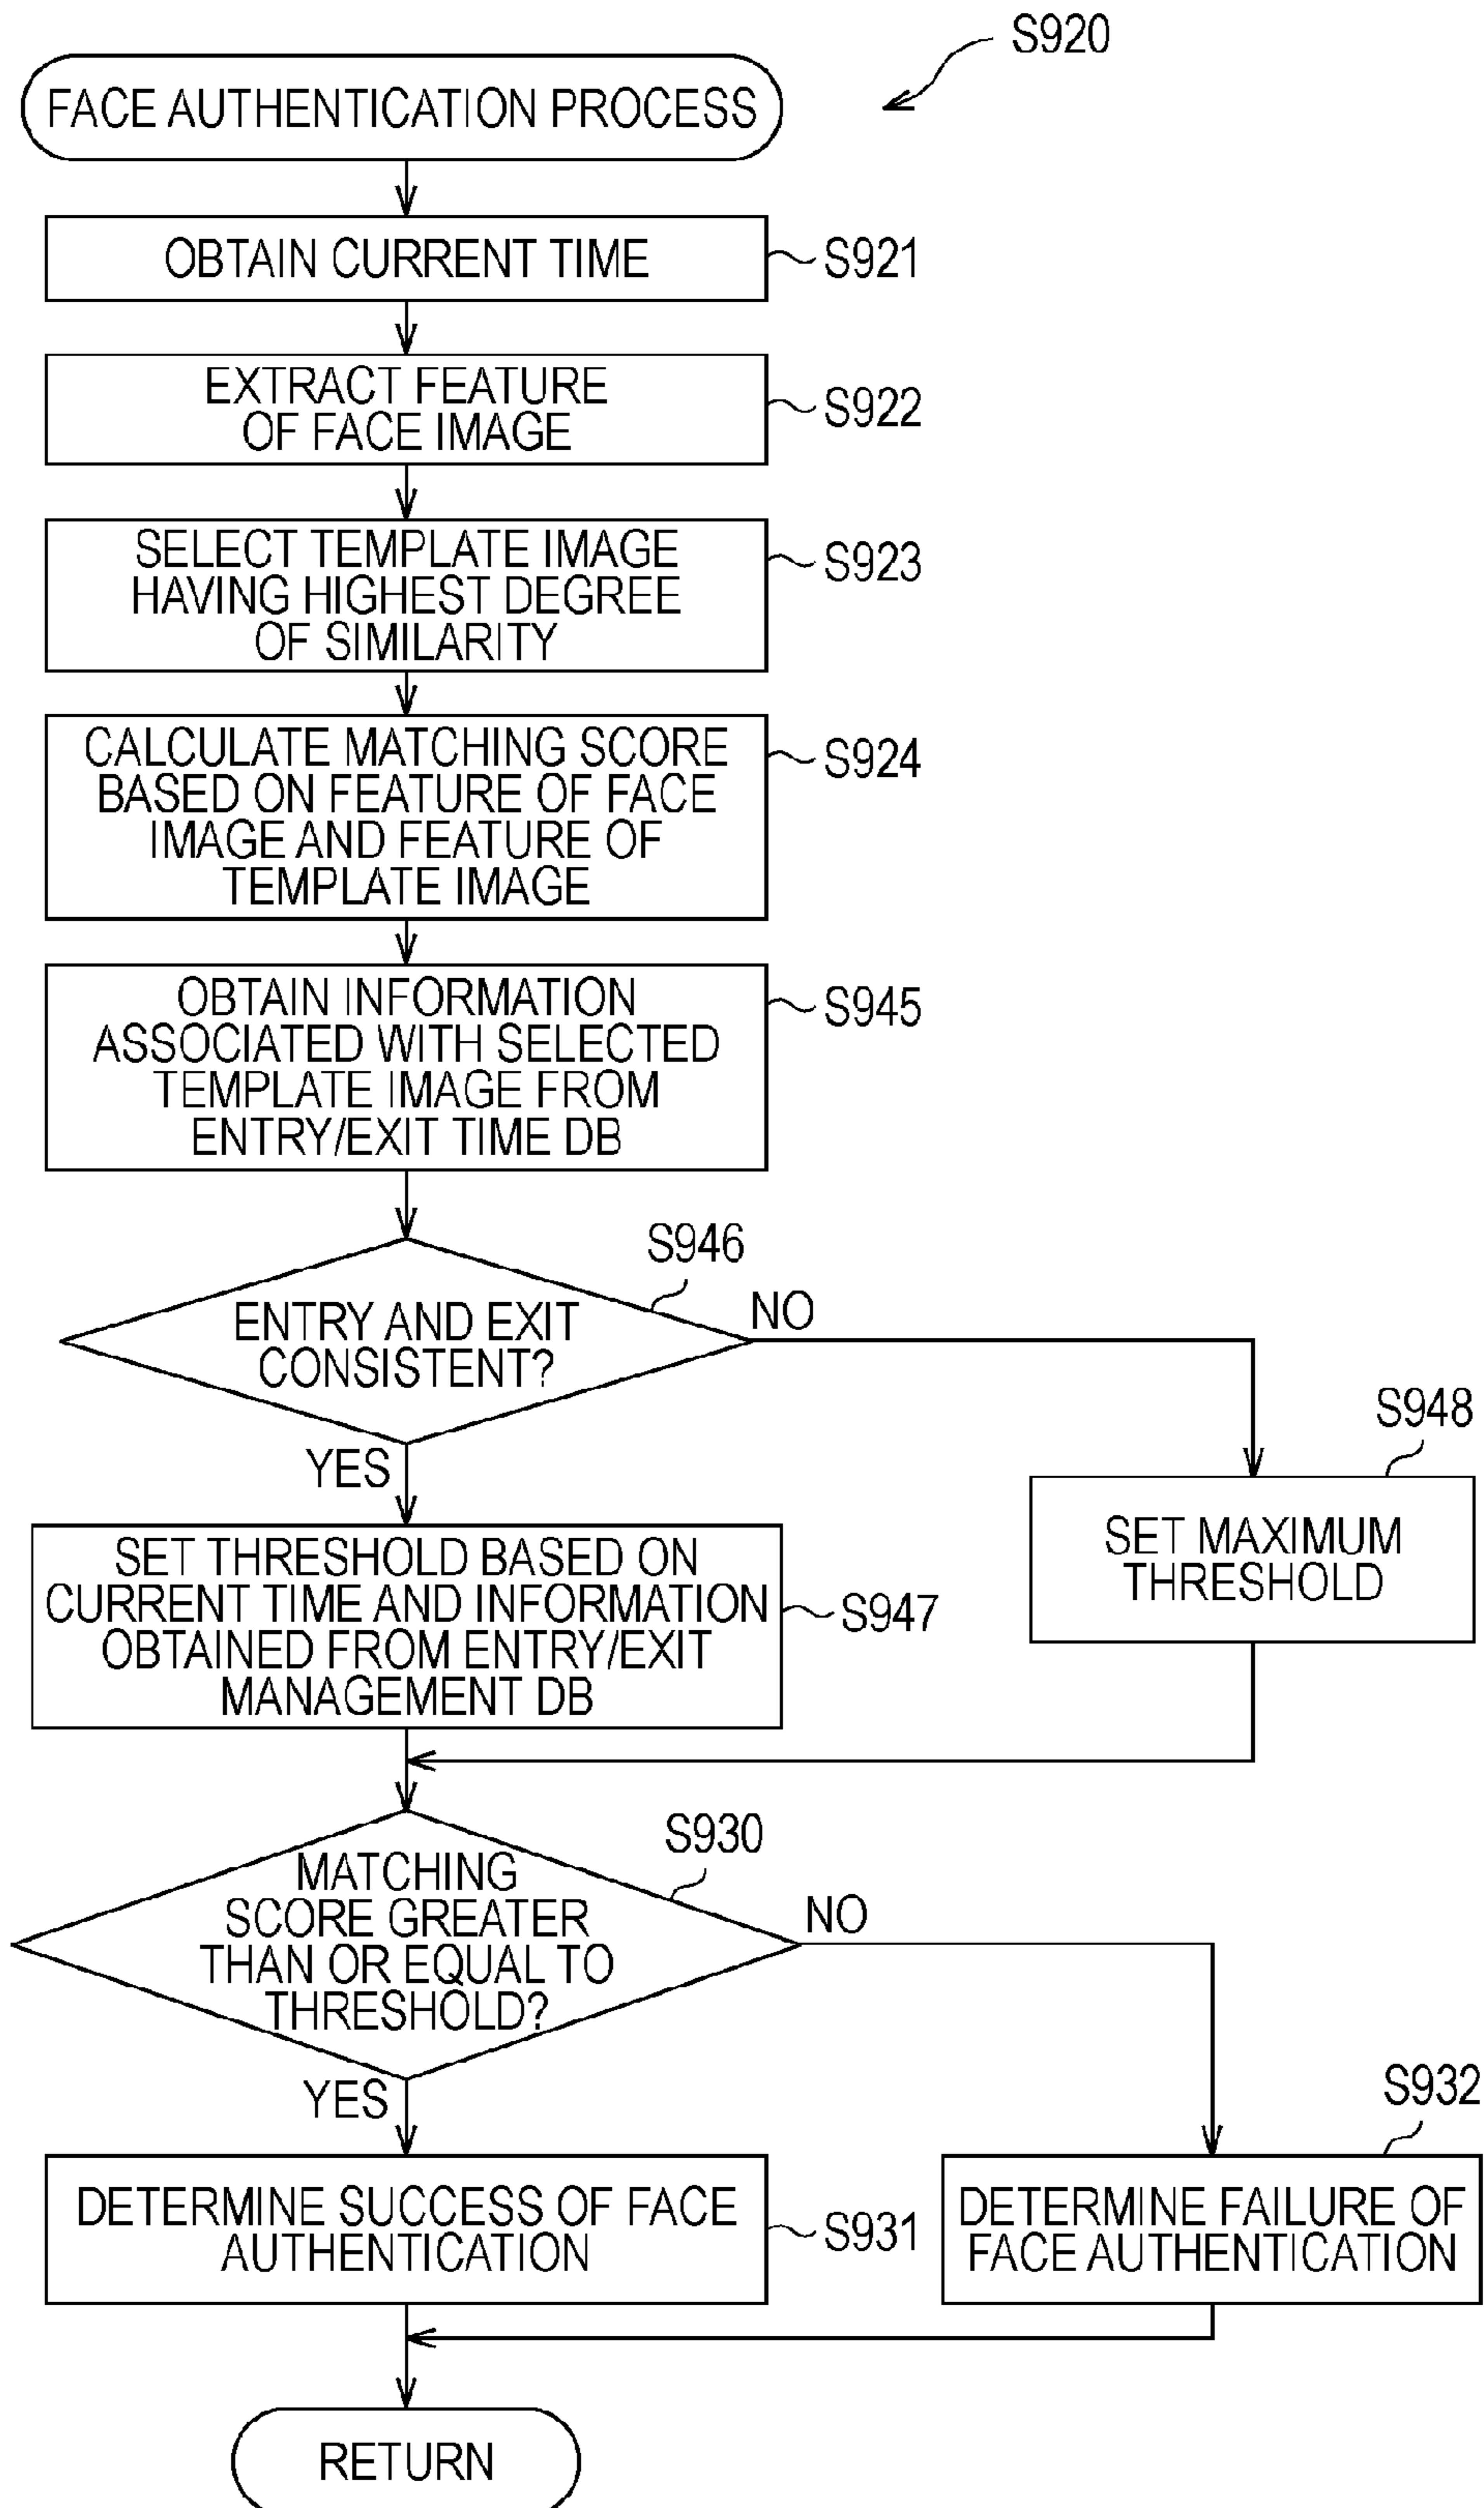 S920
FACE AUTHENTICATION PROCESS
OBTAIN CURRENT TIME
S921
EXTRACT FEATURE
OF FACE IMAGE
S922
SELECT TEMPLATE IMAGE
HAVING HIGHEST DEGREE
OF SIMILARITY
S923
CALCULATE MATCHING SCORE
BASED ON FEATURE OF FACE
IMAGE AND FEATURE OF
TEMPLATE IMAGE
S924
OBTAIN INFORMATION
ASSOCIATED WITH SELECTED
TEMPLATE IMAGE FROM
ENTRY/EXIT TIME DB
S945
S946
ENTRY AND EXIT
CONSISTENT?
NO
YES
S948
SET MAXIMUM
THRESHOLD
SET THRESHOLD BASED ON
CURRENT TIME AND INFORMATION
OBTAINED FROM ENTRY/EXIT
MANAGEMENT DB
S947
S930
MATCHING
SCORE GREATER
THAN OR EQUAL TO
THRESHOLD?
NO
YES
S932
DETERMINE SUCCESS OF FACE
AUTHENTICATION
S931
DETERMINE FAILURE OF
FACE AUTHENTICATION
RETURN